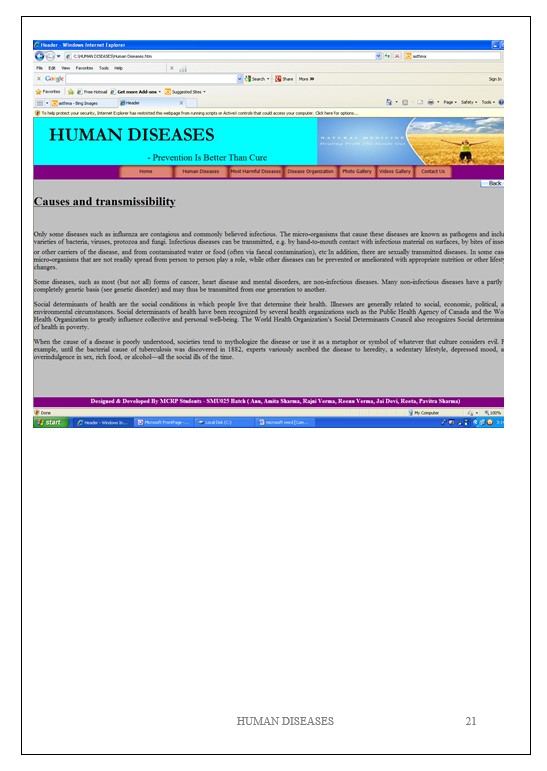 Header - Windows Internet Explorer
C:\HUMAN DISEASES\Human Diseases.htm
asthma
File Edit View Favorites Tools Help
Google Search Share More »
Sign In
Favorites Free Hotmail Get more Add-ons Suggested Sites
asthma - Bing Images Header
Page Safety Tools
To help protect your security, Internet Explorer has restricted this webpage from running scripts or ActiveX controls that could access your computer. Click here for options...
HUMAN DISEASES
NATURAL MEDICINE
Healing From The Inside Out
- Prevention Is Better Than Cure
Home Human Diseases Most Harmful Diseases Disease Organization Photo Gallery Videos Gallery Contact Us
Back
Causes and transmissibility
Only some diseases such as influenza are contagious and commonly believed infectious. The micro-organisms that cause these diseases are known as pathogens and inclu
varieties of bacteria, viruses, protozoa and fungi. Infectious diseases can be transmitted, e.g. by hand-to-mouth contact with infectious material on surfaces, by bites of insec
or other carriers of the disease, and from contaminated water or food (often via faecal contamination), etc In addition, there are sexually transmitted diseases. In some cas
micro-organisms that are not readily spread from person to person play a role, while other diseases can be prevented or ameliorated with appropriate nutrition or other lifesty
changes.
Some diseases, such as most (but not all) forms of cancer, heart disease and mental disorders, are non-infectious diseases. Many non-infectious diseases have a partly
completely genetic basis (see genetic disorder) and may thus be transmitted from one generation to another.
Social determinants of health are the social conditions in which people live that determine their health. Illnesses are generally related to social, economic, political, a
environmental circumstances. Social determinants of health have been recognized by several health organizations such as the Public Health Agency of Canada and the Wo
Health Organization to greatly influence collective and personal well-being. The World Health Organization's Social Determinants Council also recognizes Social determinan
of health in poverty.
When the cause of a disease is poorly understood, societies tend to mythologize the disease or use it as a metaphor or symbol of whatever that culture considers evil. F
example, until the bacterial cause of tuberculosis was discovered in 1882, experts variously ascribed the disease to heredity, a sedentary lifestyle, depressed mood, a
overindulgence in sex, rich food, or alcohol—all the social ills of the time.
Designed & Developed By MCRP Students - SMU025 Batch ( Anu, Amita Sharma, Rajni Verma, Reenu Verma, Jai Devi, Reeta, Pavitra Sharma)
Done My Computer 100%
start Header - Windows In... Microsoft FrontPage -... Local Disk (C:) microsoft word [Com...
HUMAN DISEASES 21